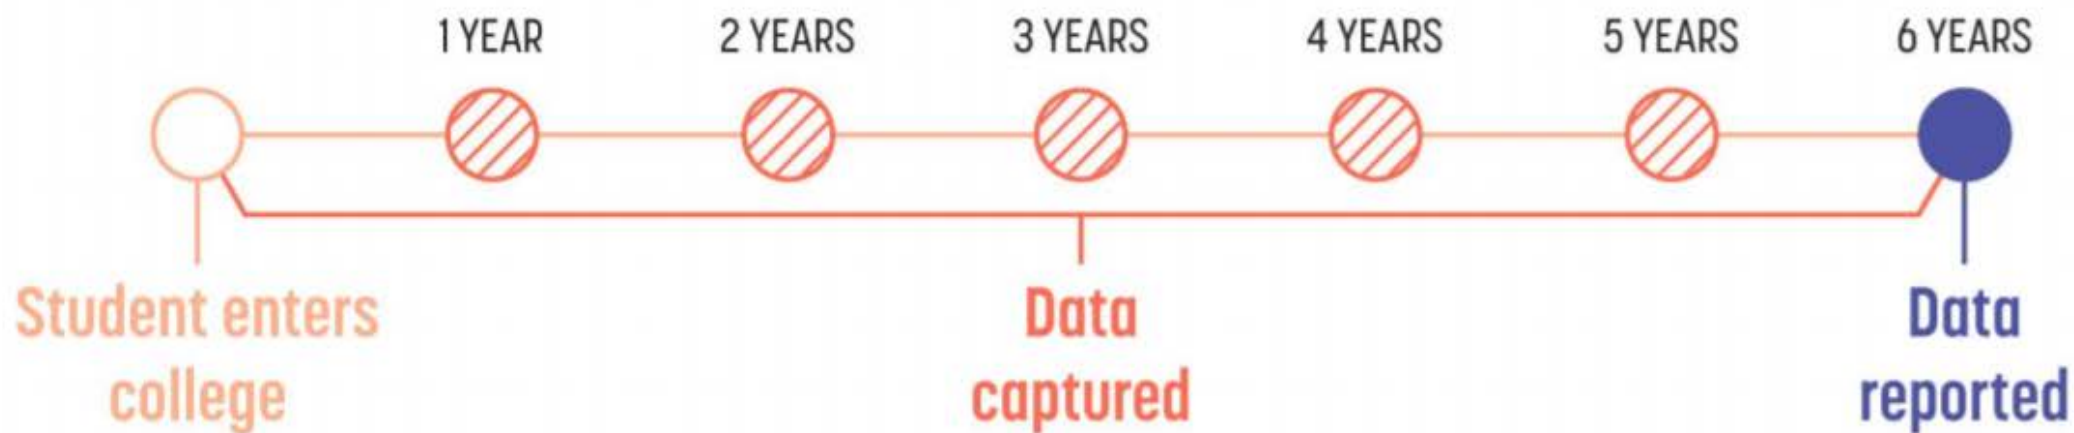 1 YEAR
2 YEARS
3 YEARS
4 YEARS
5 YEARS
6 YEARS
Student enters
college
Data
captured
Data
reported